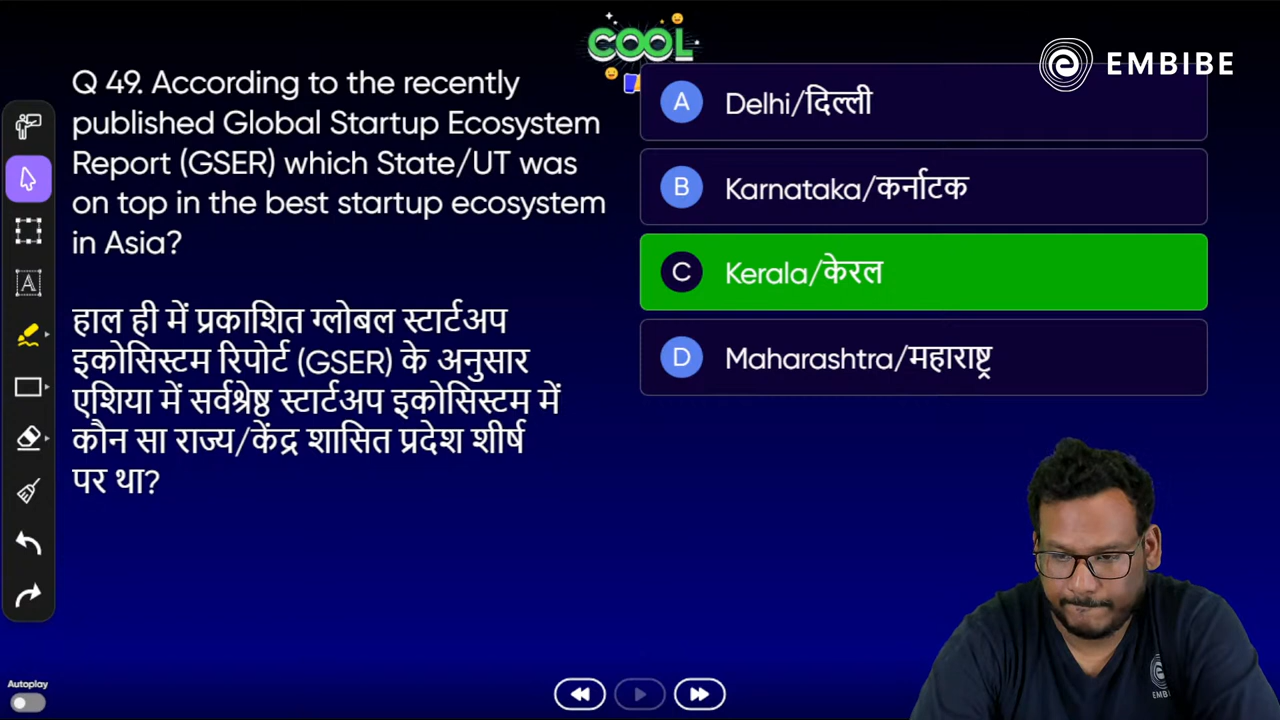 COOL
EMBIBE
Q 49. According to the recently
published Global Startup Ecosystem
Report (GSER) which State/UT was
on top in the best startup ecosystem
in Asia?
हाल ही में प्रकाशित ग्लोबल स्टार्टअप
इकोसिस्टम रिपोर्ट (GSER) के अनुसार
एशिया में सर्वश्रेष्ठ स्टार्टअप इकोसिस्टम में
कौन सा राज्य/केंद्र शासित प्रदेश शीर्ष
पर था?
A Delhi/दिल्ली
B Karnataka/कर्नाटक
C Kerala/केरल
D Maharashtra/महाराष्ट्र
A
Autoplay
EMB